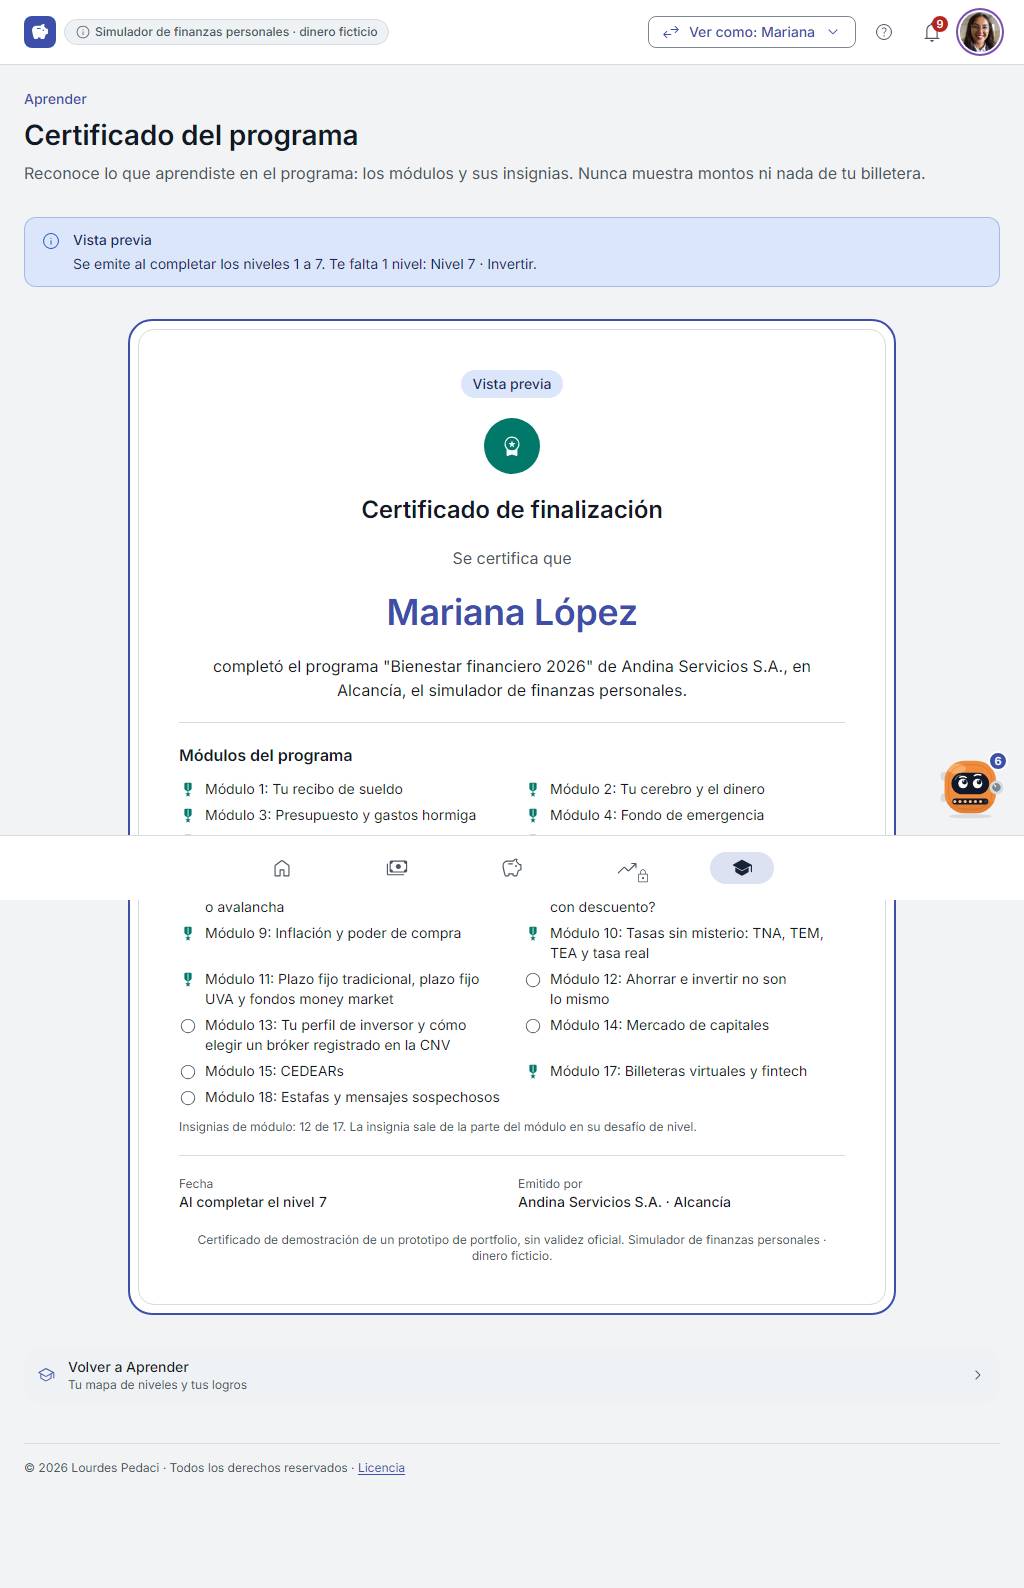 Simulador de finanzas personales · dinero ficticio
Ver como: Mariana
9
Aprender
Certificado del programa
Reconoce lo que aprendiste en el programa: los módulos y sus insignias. Nunca muestra montos ni nada de tu billetera.
Vista previa
Se emite al completar los niveles 1 a 7. Te falta 1 nivel: Nivel 7 · Invertir.
Vista previa
Certificado de finalización
Se certifica que
Mariana López
completó el programa "Bienestar financiero 2026" de Andina Servicios S.A., en
Alcancía, el simulador de finanzas personales.
Módulos del programa
Módulo 1: Tu recibo de sueldo
Módulo 2: Tu cerebro y el dinero
Módulo 3: Presupuesto y gastos hormiga
Módulo 4: Fondo de emergencia
6
o avalancha
con descuento?
Módulo 9: Inflación y poder de compra
Módulo 10: Tasas sin misterio: TNA, TEM,
TEA y tasa real
Módulo 11: Plazo fijo tradicional, plazo fijo
UVA y fondos money market
Módulo 12: Ahorrar e invertir no son
lo mismo
Módulo 13: Tu perfil de inversor y cómo
elegir un bróker registrado en la CNV
Módulo 14: Mercado de capitales
Módulo 15: CEDEARs
Módulo 17: Billeteras virtuales y fintech
Módulo 18: Estafas y mensajes sospechosos
Insignias de módulo: 12 de 17. La insignia sale de la parte del módulo en su desafío de nivel.
Fecha
Al completar el nivel 7
Emitido por
Andina Servicios S.A. · Alcancía
Certificado de demostración de un prototipo de portfolio, sin validez oficial. Simulador de finanzas personales ·
dinero ficticio.
Volver a Aprender
Tu mapa de niveles y tus logros
© 2026 Lourdes Pedaci · Todos los derechos reservados · Licencia